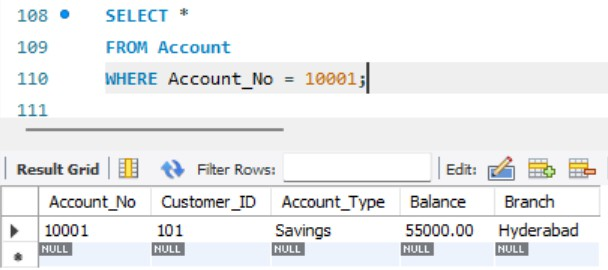 108 SELECT *
109 FROM Account
110 WHERE Account_No = 10001;
111
Result Grid Filter Rows: Edit:
Account_No Customer_ID Account_Type Balance Branch
10001 101 Savings 55000.00 Hyderabad
NULL NULL NULL NULL NULL